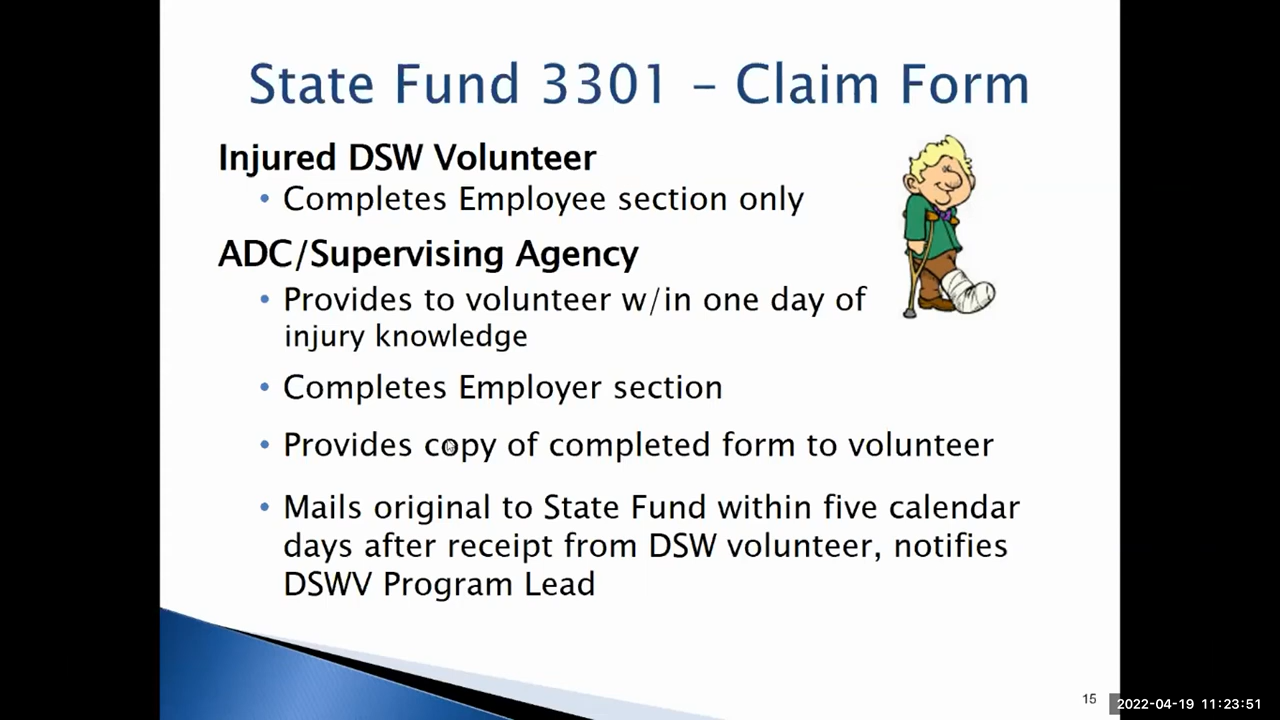 State Fund 3301 – Claim Form
Injured DSW Volunteer
• Completes Employee section only
ADC/Supervising Agency
• Provides to volunteer w/in one day of
injury knowledge
• Completes Employer section
• Provides copy of completed form to volunteer
• Mails original to State Fund within five calendar
days after receipt from DSW volunteer, notifies
DSWV Program Lead
15
2022-04-19 11:23:51